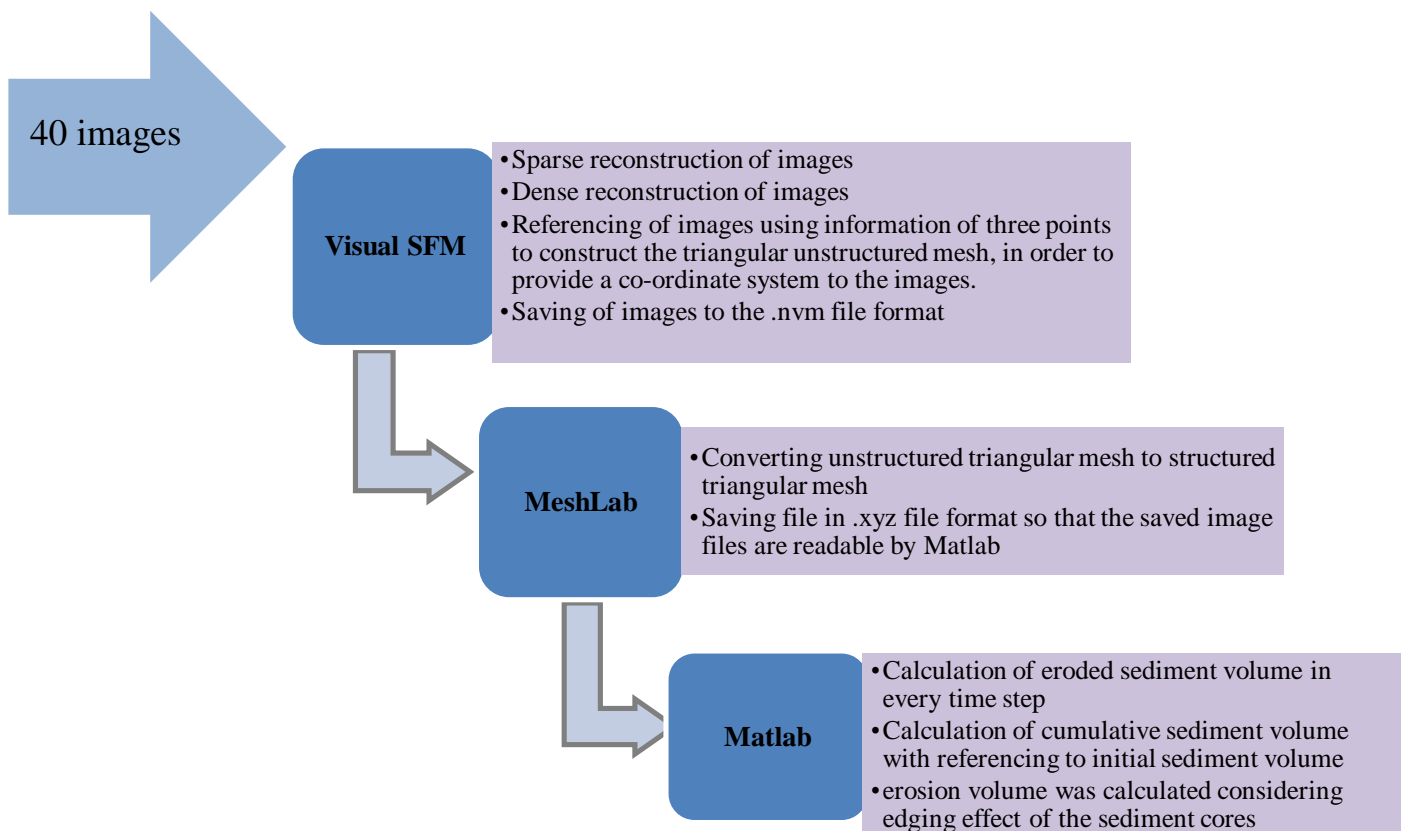 40 images
Visual SFM
•Sparse reconstruction of images
•Dense reconstruction of images
•Referencing of images using information of three points
to construct the triangular unstructured mesh, in order to
provide a co-ordinate system to the images.
•Saving of images to the .nvm file format
MeshLab
•Converting unstructured triangular mesh to structured
triangular mesh
•Saving file in .xyz file format so that the saved image
files are readable by Matlab
Matlab
•Calculation of eroded sediment volume in
every time step
•Calculation of cumulative sediment volume
with referencing to initial sediment volume
•erosion volume was calculated considering
edging effect of the sediment cores